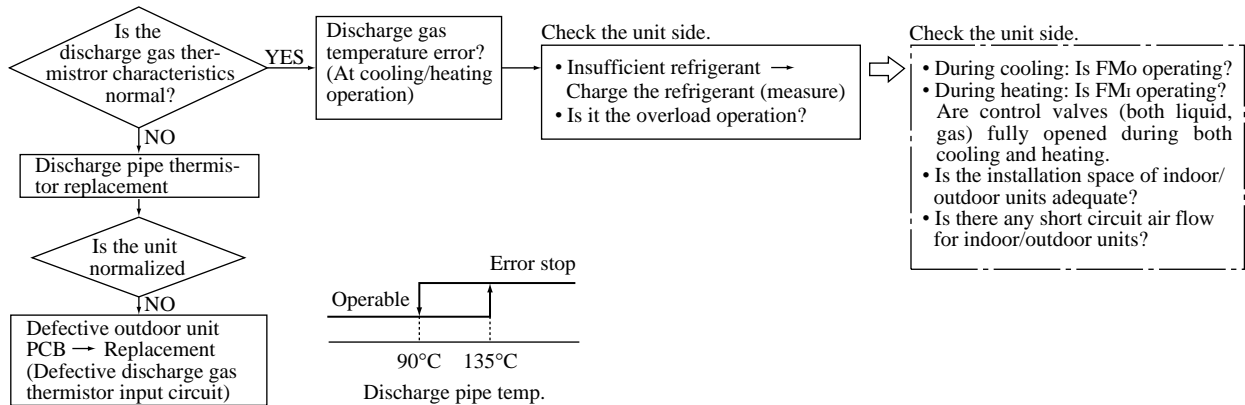 Is the
discharge gas ther-
mistror characteristics
normal?
YES
NO
Discharge pipe thermis-
tor replacement
Is the unit
normalized
NO
Defective outdoor unit
PCB → Replacement
(Defective discharge gas
thermistor input circuit)
Discharge gas
temperature error?
(At cooling/heating
operation)
Check the unit side.
• Insufficient refrigerant →
Charge the refrigerant (measure)
• Is it the overload operation?
Check the unit side.
• During cooling: Is FMO operating?
• During heating: Is FMI operating?
Are control valves (both liquid,
gas) fully opened during both
cooling and heating.
• Is the installation space of indoor/
outdoor units adequate?
• Is there any short circuit air flow
for indoor/outdoor units?
Error stop
Operable
90°C 135°C
Discharge pipe temp.